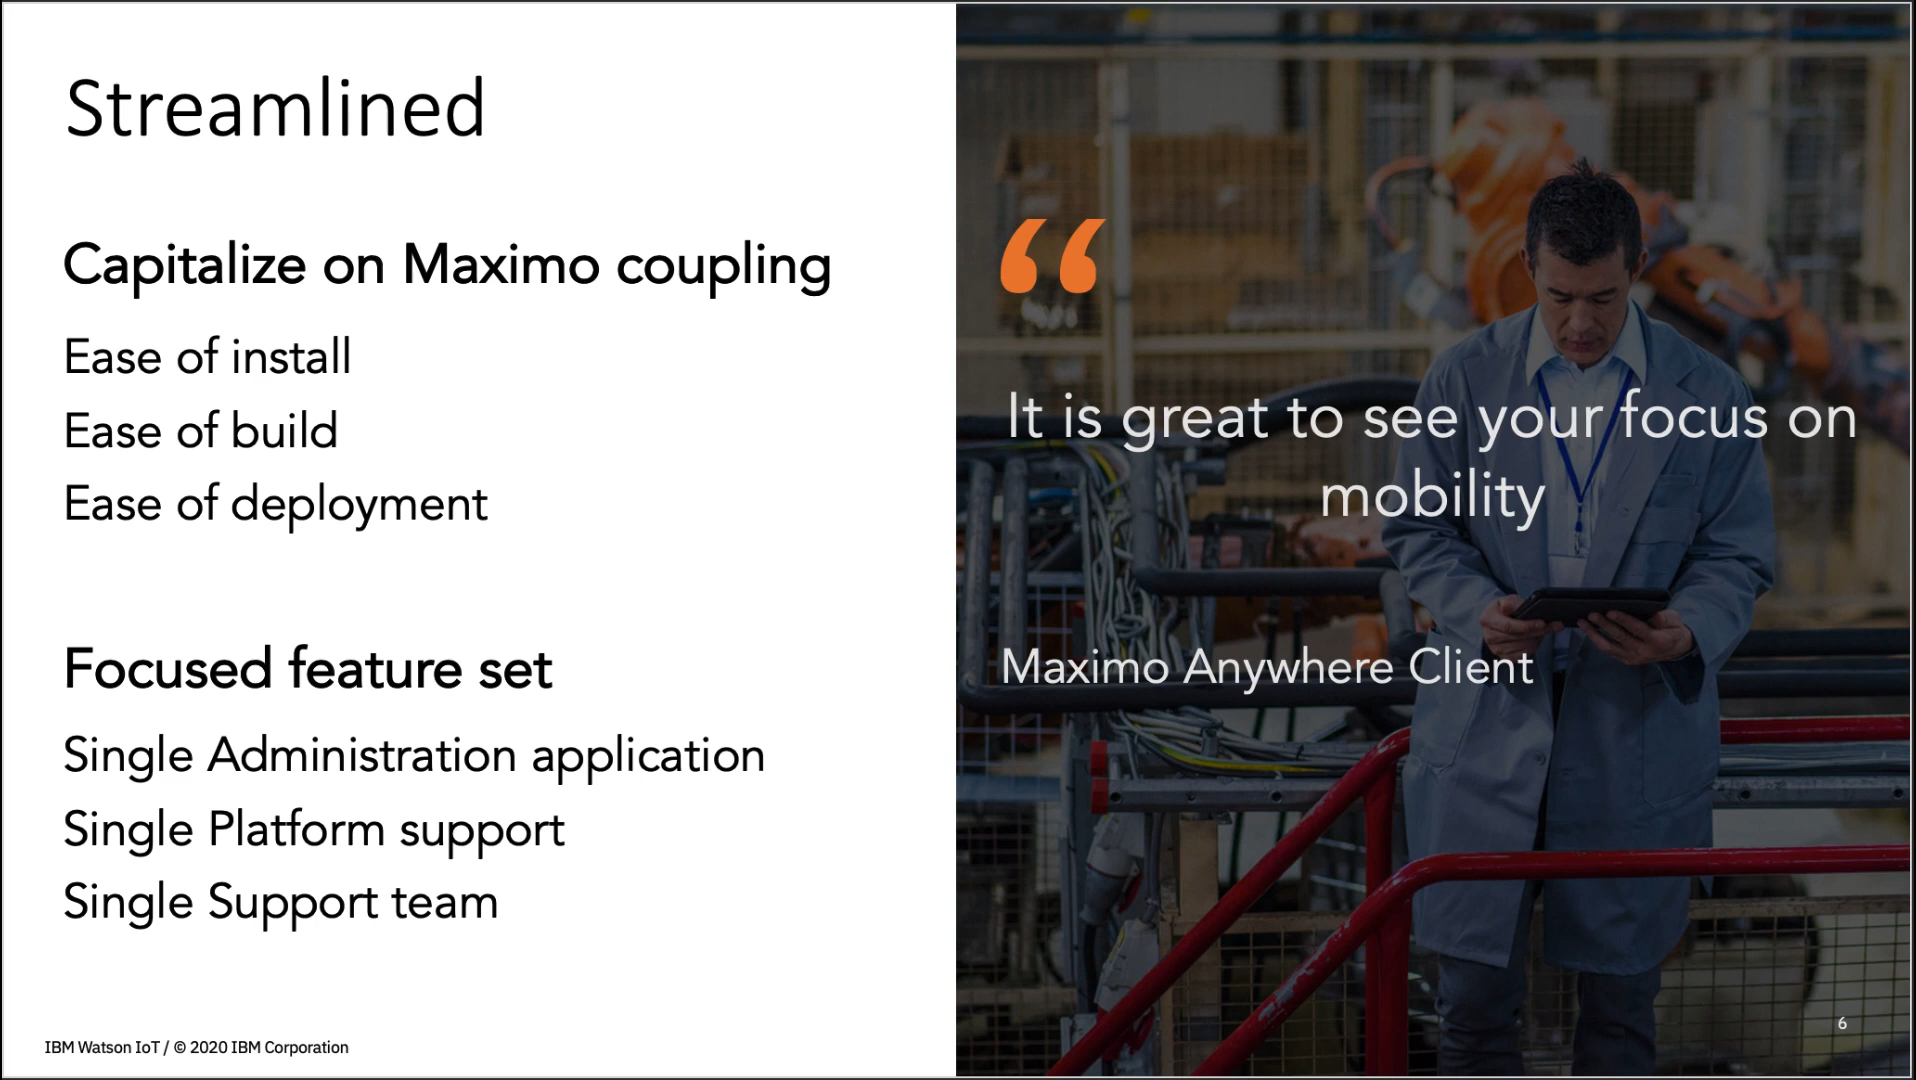 Streamlined
Capitalize on Maximo coupling
Ease of install
Ease of build
Ease of deployment
Focused feature set
Single Administration application
Single Platform support
Single Support team
IBM Watson IoT / © 2020 IBM Corporation
“
It is great to see your focus on
mobility
Maximo Anywhere Client
6